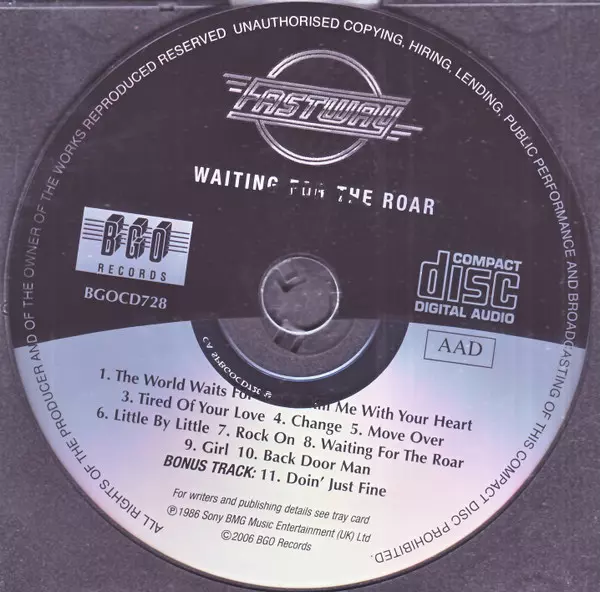 ALL RIGHTS OF THE PRODUCER AND OF THE OWNER OF THE WORKS REPRODUCED RESERVED UNAUTHORISED COPYING, HIRING, LENDING, PUBLIC PERFORMANCE AND BROADCASTING OF THIS COMPACT DISC PROHIBITED.
FASTWAY
WAITING FOR THE ROAR
BGO
RECORDS
BGOCD728
COMPACT
disc
DIGITAL AUDIO
AAD
1. The World Waits For Me With Your Heart
3. Tired Of Your Love 4. Change 5. Move Over
6. Little By Little 7. Rock On 8. Waiting For The Roar
9. Girl 10. Back Door Man
BONUS TRACK: 11. Doin' Just Fine
For writers and publishing details see tray card
℗1986 Sony BMG Music Entertainment (UK) Ltd
©2006 BGO Records